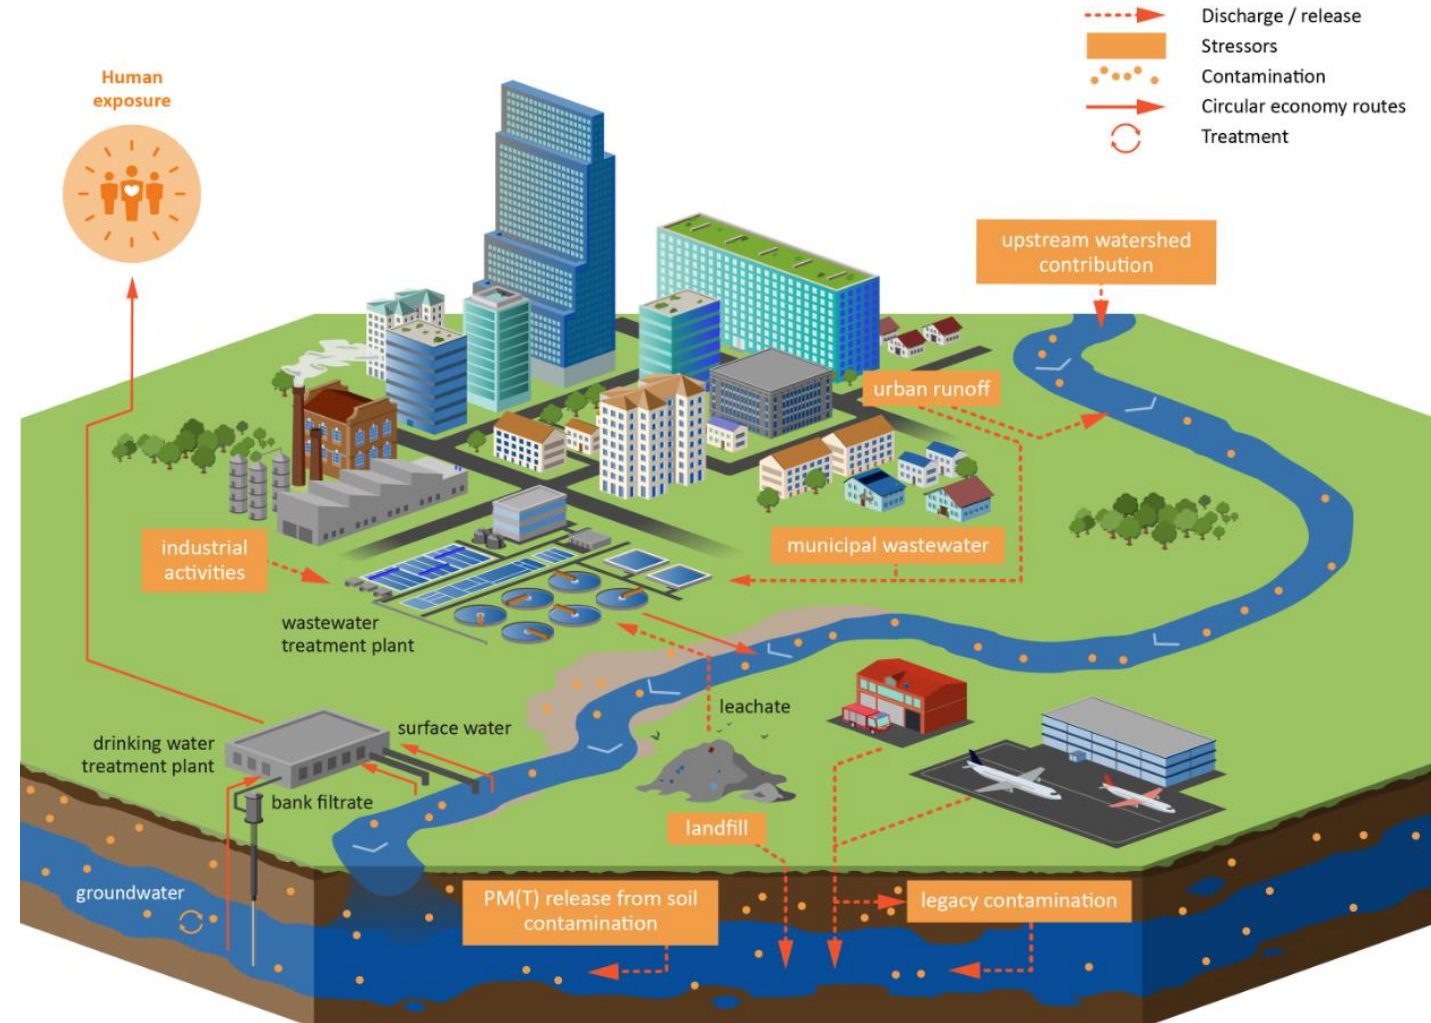 Discharge / release
Stressors
Contamination
Circular economy routes
Treatment
Human
exposure
upstream watershed
contribution
urban runoff
municipal wastewater
industrial
activities
wastewater
treatment plant
leachate
surface water
drinking water
treatment plant
bank filtrate
landfill
groundwater
PM(T) release from soil
contamination
legacy contamination